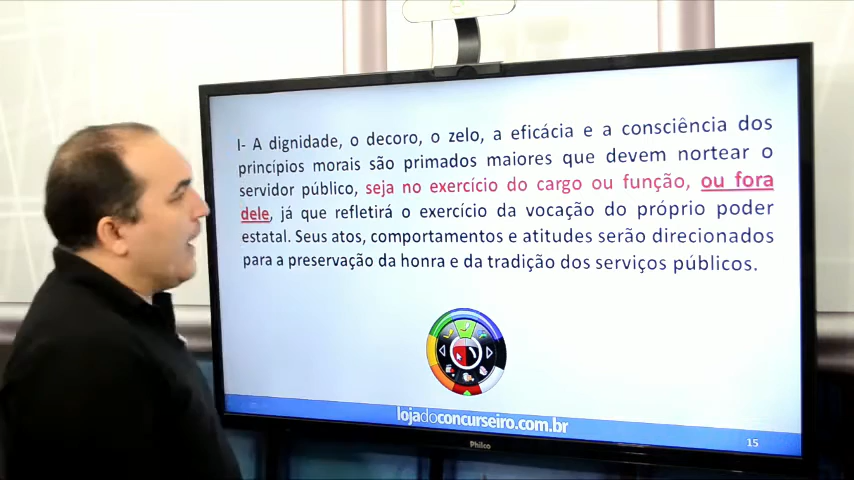 I- A dignidade, o decoro, o zelo, a eficácia e a consciência dos
princípios morais são primados maiores que devem nortear o
servidor público, seja no exercício do cargo ou função, ou fora
dele, já que refletirá o exercício da vocação do próprio poder
estatal. Seus atos, comportamentos e atitudes serão direcionados
para a preservação da honra e da tradição dos serviços públicos.
lojadoconcurseiro.com.br
15
Philco